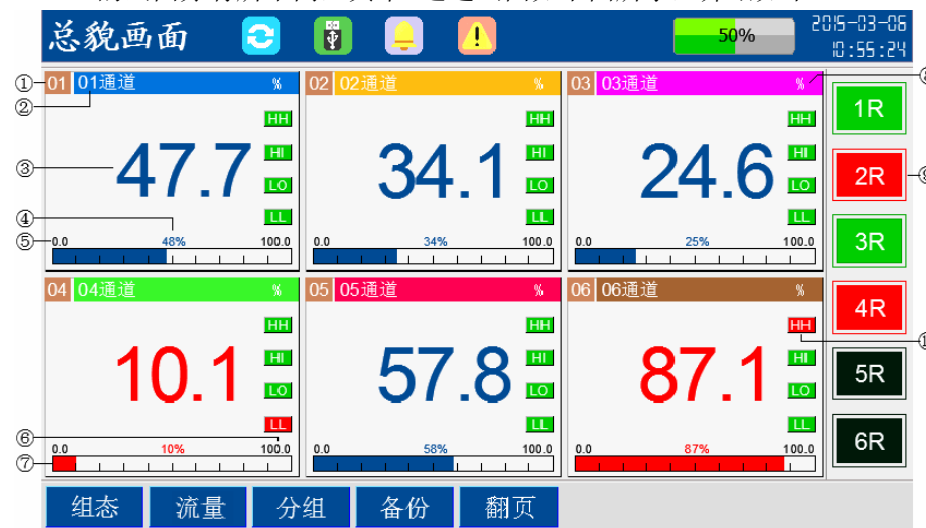 总貌画面 50% 2015-03-06
10:55:24
① 01 01通道 %
②
HH
HI
③ 47.7
LO
LL
④ 48%
⑤ 0.0 100.0
02 02通道 %
HH
HI
34.1
LO
LL
0.0 34% 100.0
03 03通道 %
HH
HI
24.6
LO
LL
0.0 25% 100.0
04 04通道 %
HH
HI
10.1
LO
LL
⑥
0.0 10% 100.0
⑦
05 05通道 %
HH
HI
57.8
LO
LL
0.0 58% 100.0
06 06通道 %
HH
HI
87.1
LO
LL
0.0 87% 100.0
1R
2R
3R
4R
5R
6R
组态 流量 分组 备份 翻页